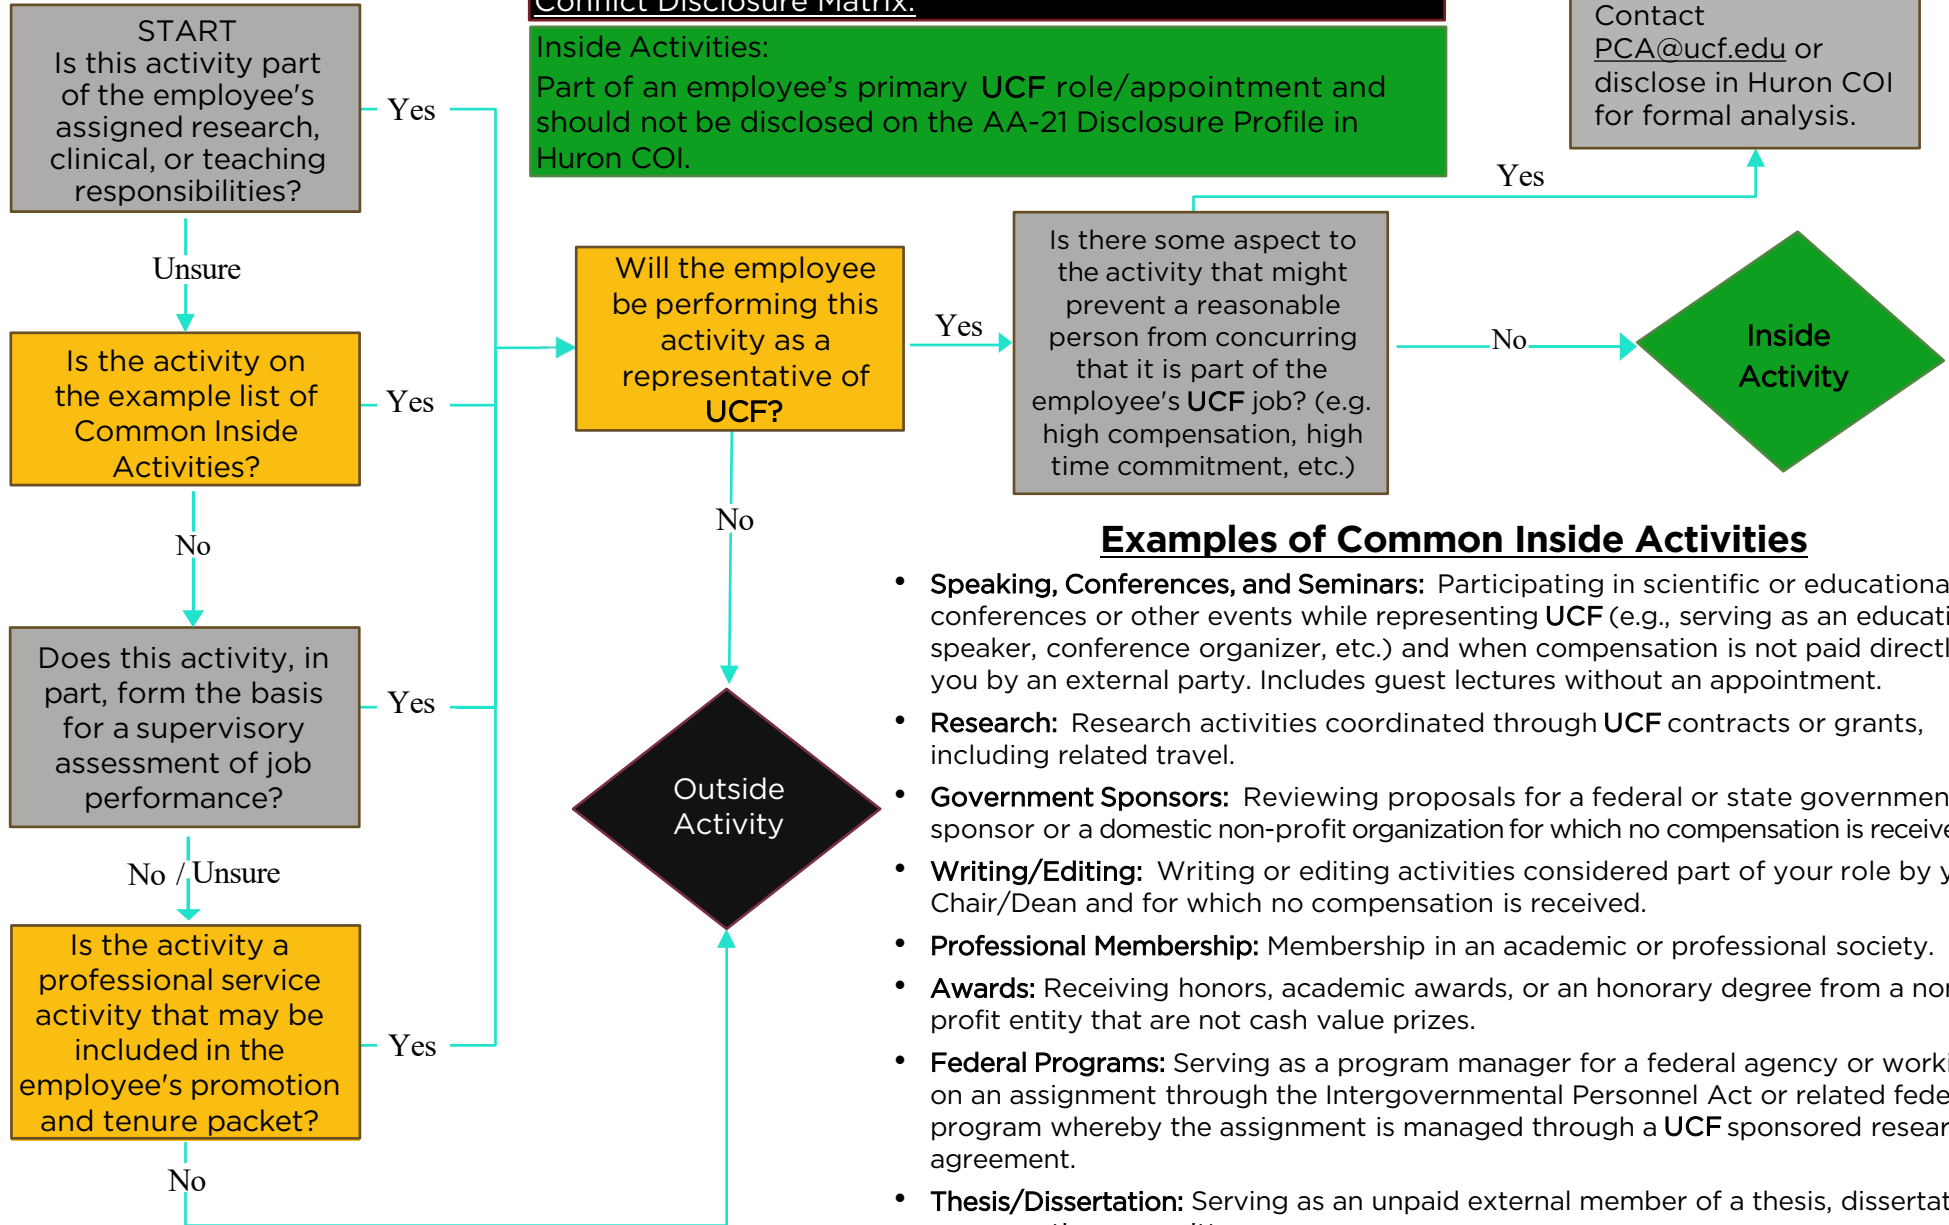 Conflict Disclosure Matrix.
Inside Activities:
Part of an employee's primary UCF role/appointment and
should not be disclosed on the AA-21 Disclosure Profile in
Huron COI.
Contact
PCA@ucf.edu or
disclose in Huron COI
for formal analysis.
START
Is this activity part
of the employee's
assigned research,
clinical, or teaching
responsibilities?
Yes
Unsure
Is the activity on
the example list of
Common Inside
Activities?
Yes
No
Does this activity, in
part, form the basis
for a supervisory
assessment of job
performance?
Yes
No / Unsure
Is the activity a
professional service
activity that may be
included in the
employee's promotion
and tenure packet?
Yes
No
Will the employee
be performing this
activity as a
representative of
UCF?
Yes
No
Outside
Activity
Is there some aspect to
the activity that might
prevent a reasonable
person from concurring
that it is part of the
employee's UCF job? (e.g.
high compensation, high
time commitment, etc.)
Yes
No
Inside
Activity
Examples of Common Inside Activities
• Speaking, Conferences, and Seminars: Participating in scientific or educationa
conferences or other events while representing UCF (e.g., serving as an educati
speaker, conference organizer, etc.) and when compensation is not paid directl
you by an external party. Includes guest lectures without an appointment.
• Research: Research activities coordinated through UCF contracts or grants,
including related travel.
• Government Sponsors: Reviewing proposals for a federal or state governmen
sponsor or a domestic non-profit organization for which no compensation is receive
• Writing/Editing: Writing or editing activities considered part of your role by y
Chair/Dean and for which no compensation is received.
• Professional Membership: Membership in an academic or professional society.
• Awards: Receiving honors, academic awards, or an honorary degree from a non
profit entity that are not cash value prizes.
• Federal Programs: Serving as a program manager for a federal agency or worki
on an assignment through the Intergovernmental Personnel Act or related fede
program whereby the assignment is managed through a UCF sponsored resear
agreement.
• Thesis/Dissertation: Serving as an unpaid external member of a thesis, dissertat